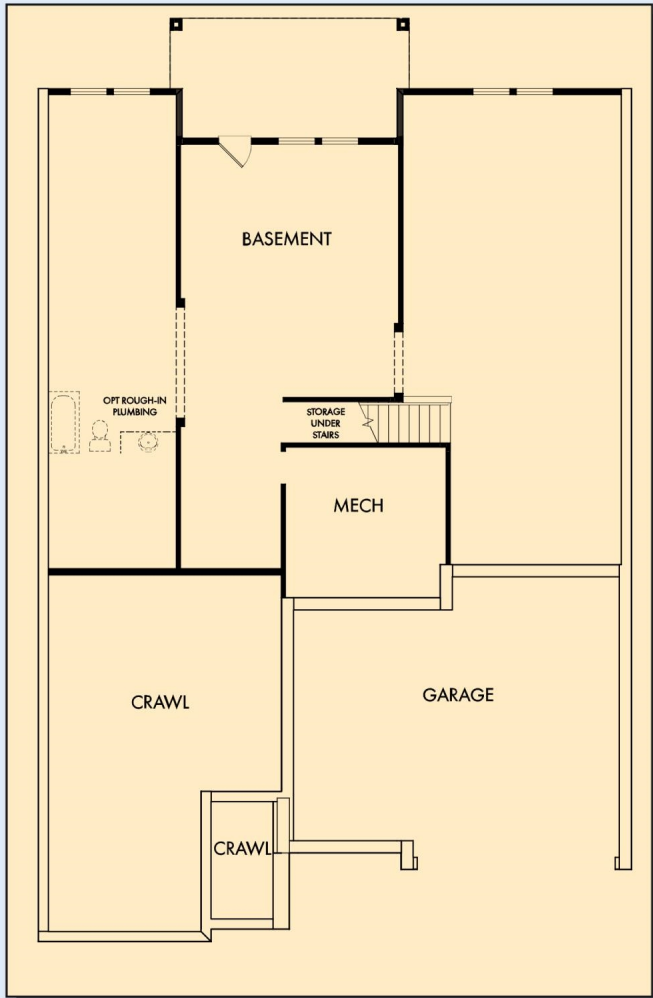 BASEMENT
OPT ROUGH-IN
PLUMBING
STORAGE
UNDER
STAIRS
MECH
CRAWL
GARAGE
CRAWL